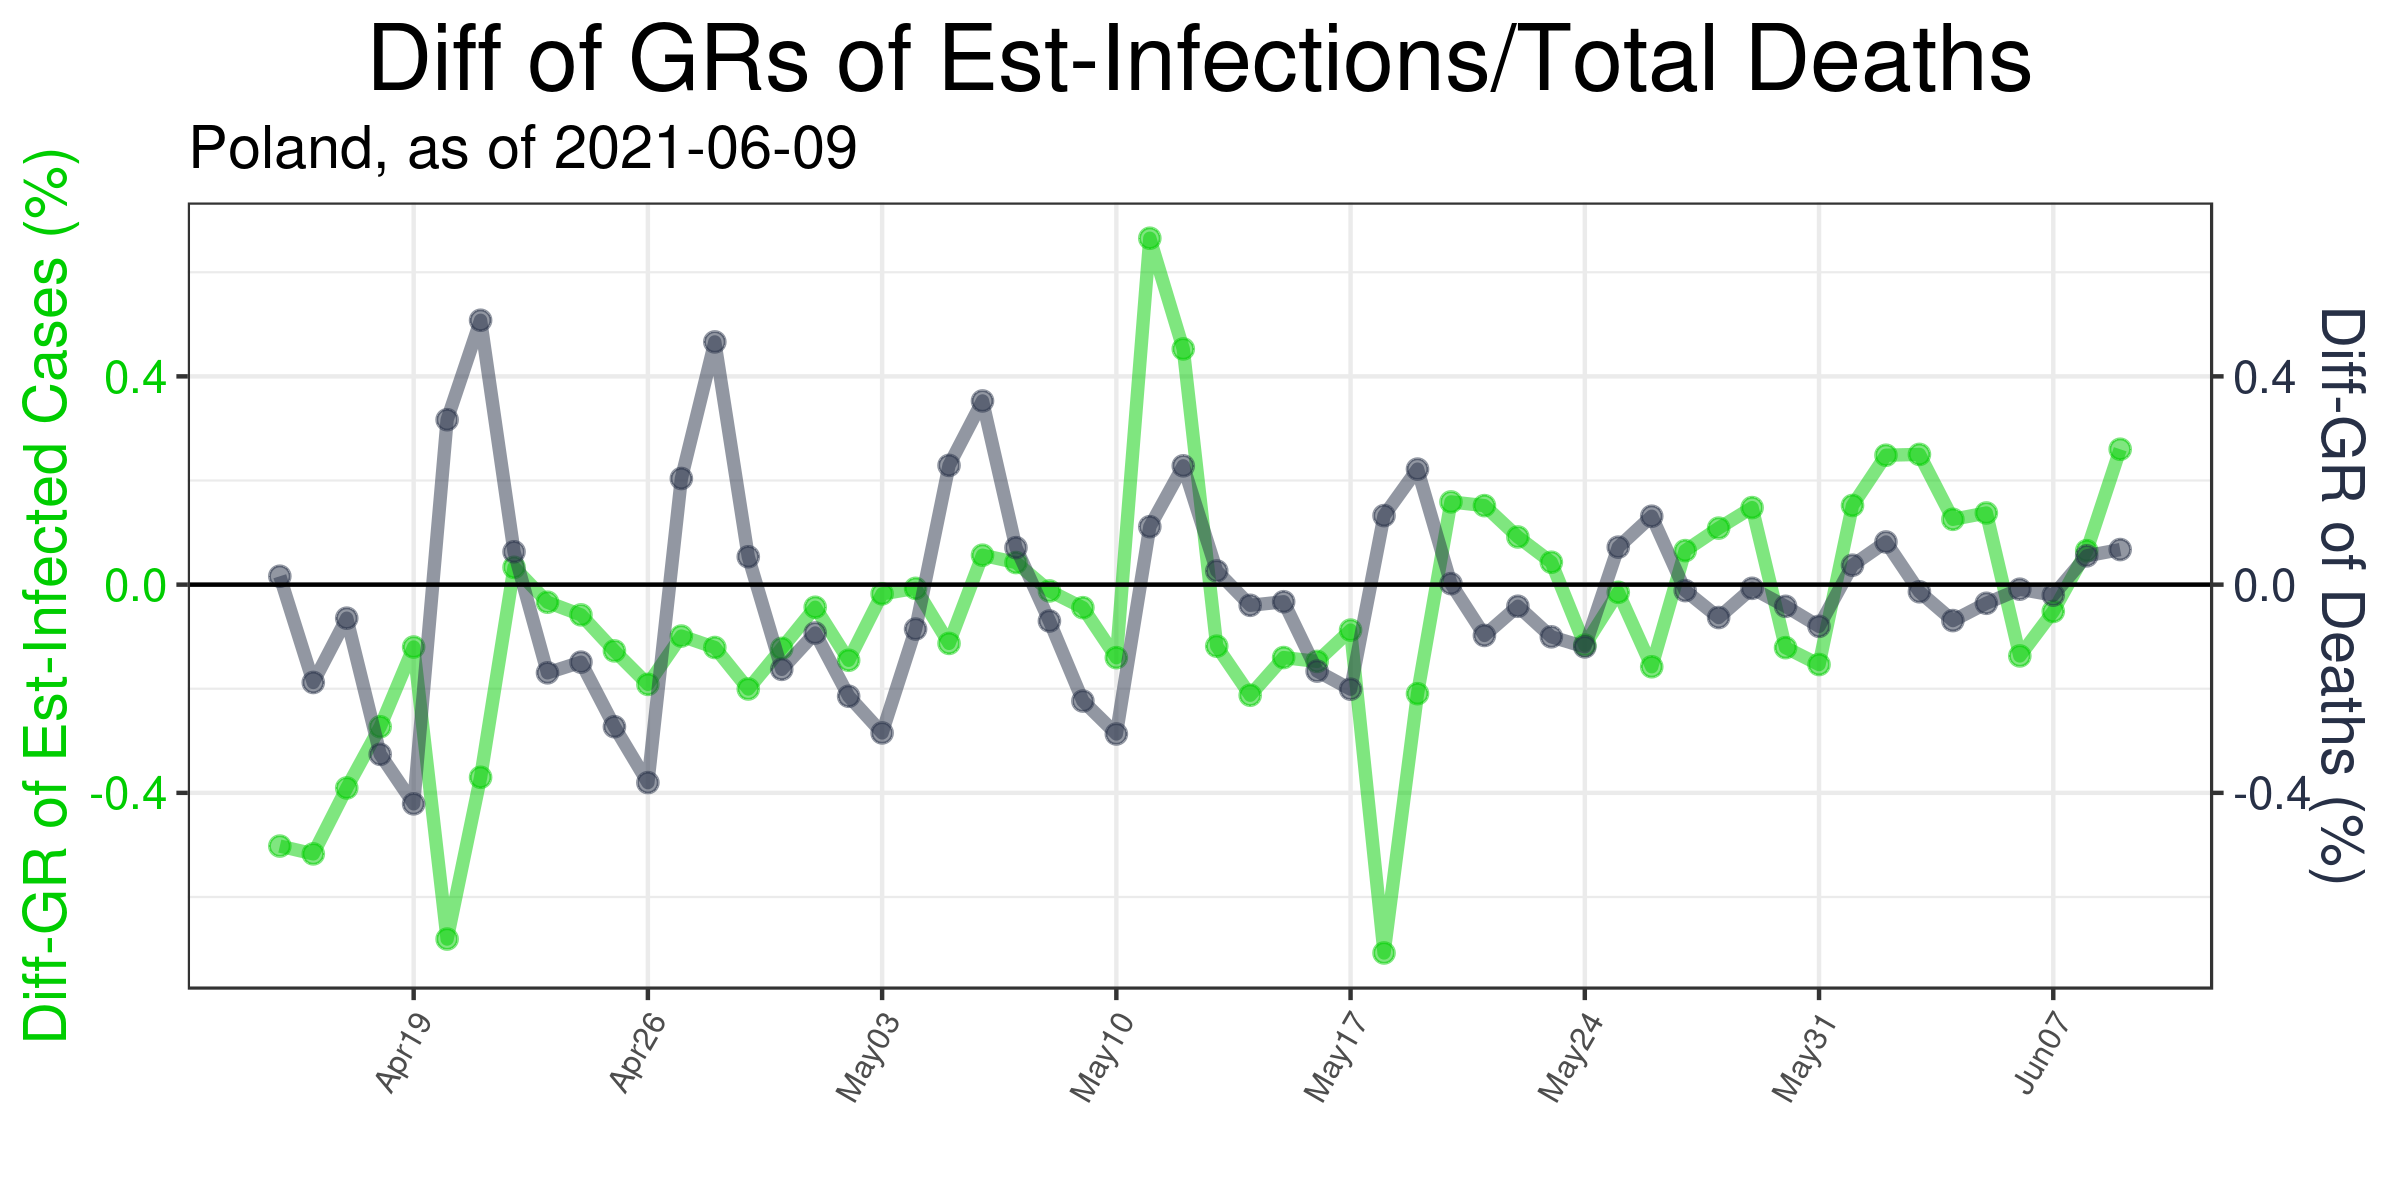 Diff of GRs of Est-Infections/Total Deaths
Poland, as of 2021-06-09
Diff-GR of Est-Infected Cases (%)
0.4
0.0
-0.4
0.4
0.0
-0.4
Diff-GR of Deaths (%)
Apr19
Apr26
May03
May10
May17
May24
May31
Jun07